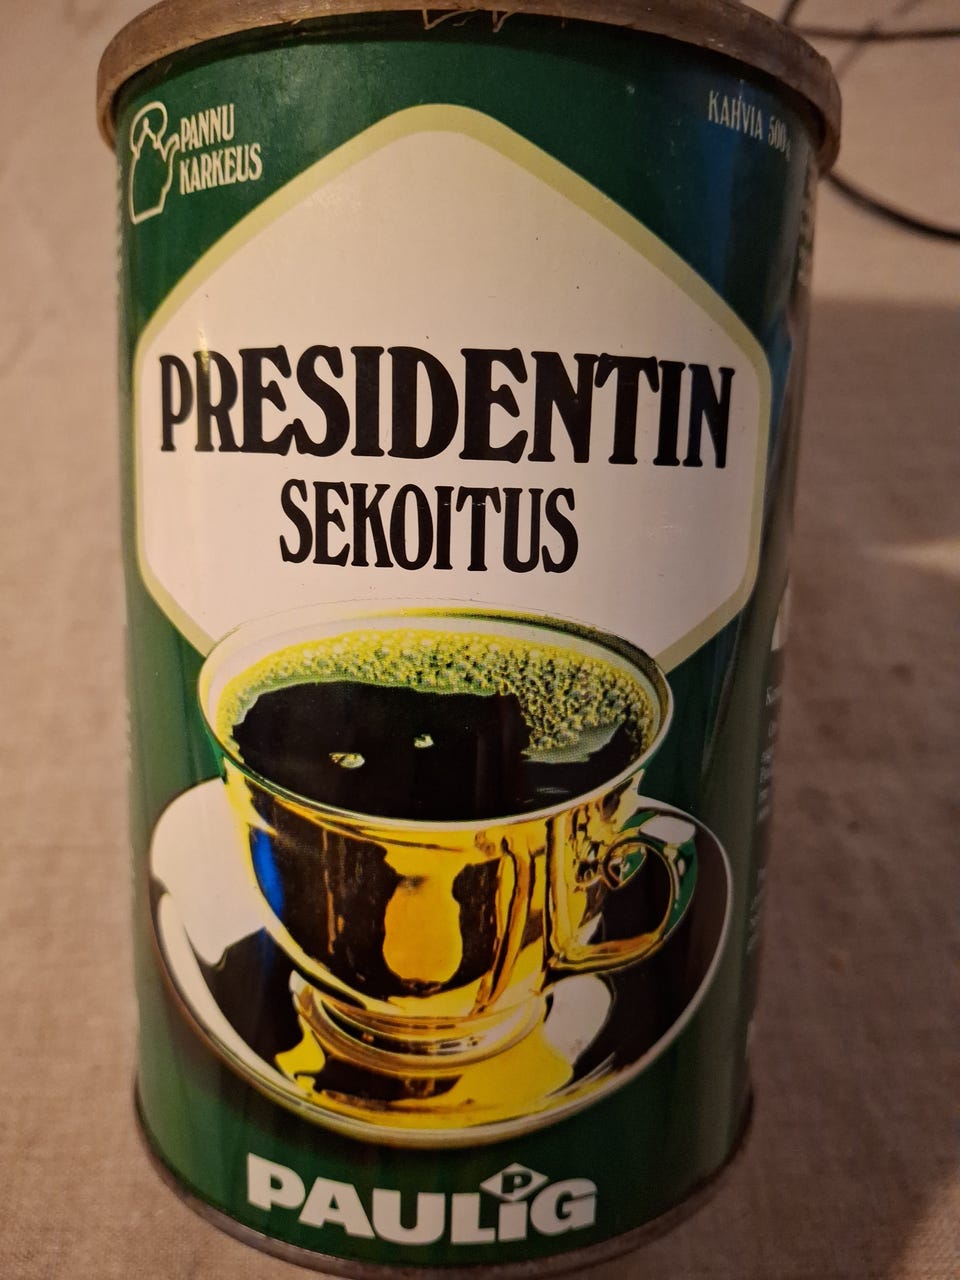 PANNU
KARKEUS
KAHVIA 500g
PRESIDENTIN
SEKOITUS
PAULIG